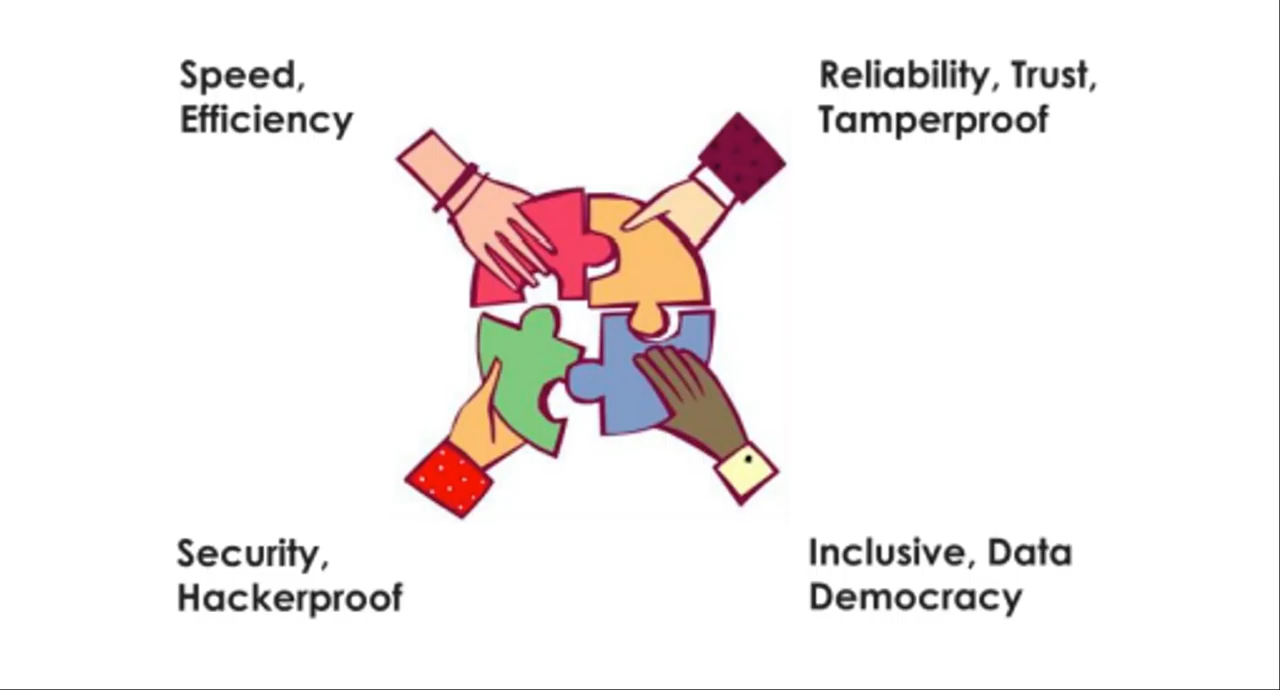 Speed,
Efficiency
Reliability, Trust,
Tamperproof
Security,
Hackerproof
Inclusive, Data
Democracy